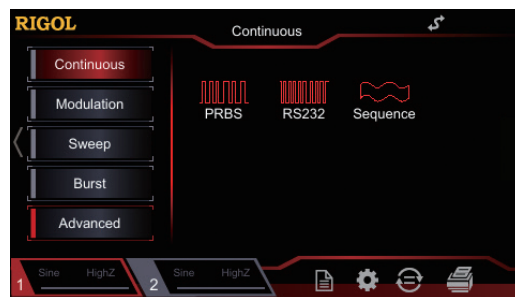 RIGOL
Continuous
Continuous
Modulation
Sweep
Burst
Advanced
PRBS
RS232
Sequence
1
Sine
HighZ
2
Sine
HighZ